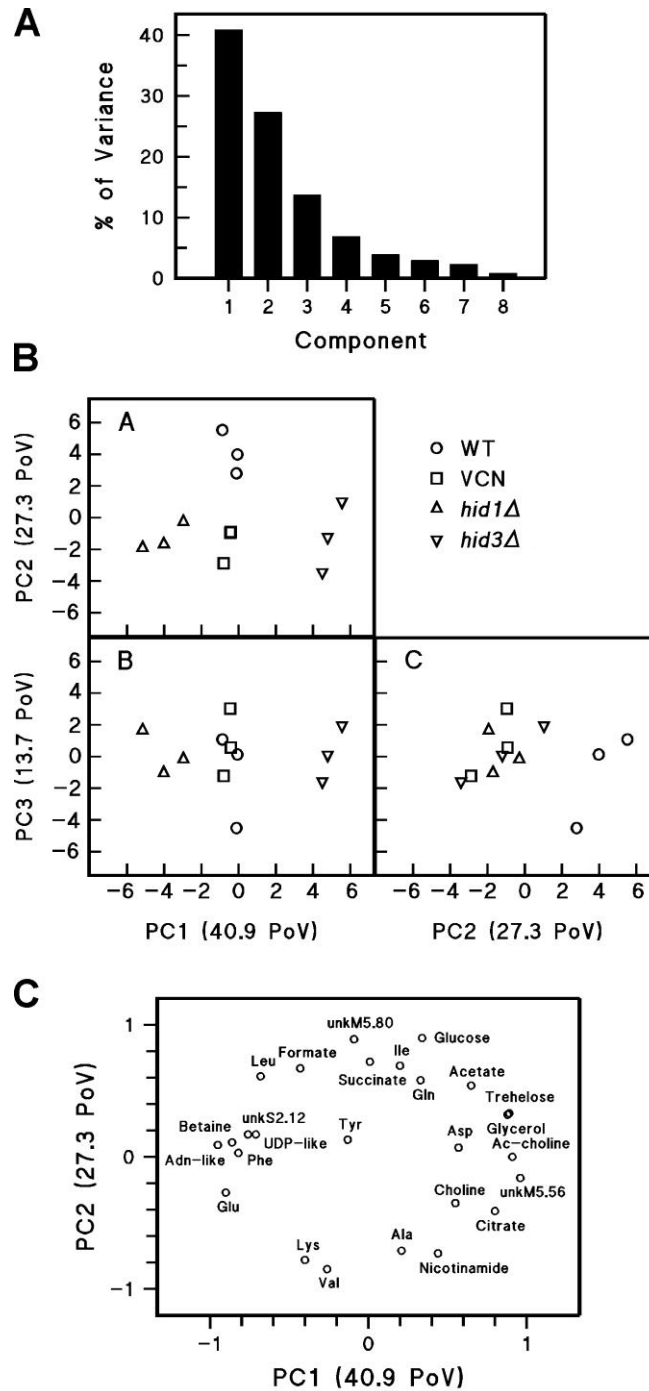 A
% of Variance
40
30
20
10
0
1 2 3 4 5 6 7 8
Component
B
A
PC2 (27.3 PoV)
6
4
2
0
−2
−4
−6
WT
VCN
hid1Δ
hid3Δ
B
PC3 (13.7 PoV)
6
4
2
0
−2
−4
−6
−6 −4 −2 0 2 4 6
PC1 (40.9 PoV)
C
−6 −4 −2 0 2 4 6
PC2 (27.3 PoV)
C
PC2 (27.3 PoV)
1
0
−1
unkM5.80
Glucose
Ile
Formate
Leu
Succinate
Gln
Acetate
Trehelose
Glycerol
Betaine
unkS2.12
UDP-like
Tyr
Asp
Ac-choline
Adn-like
Phe
Glu
Choline
unkM5.56
Citrate
Lys
Val
Ala
Nicotinamide
−1 0 1
PC1 (40.9 PoV)